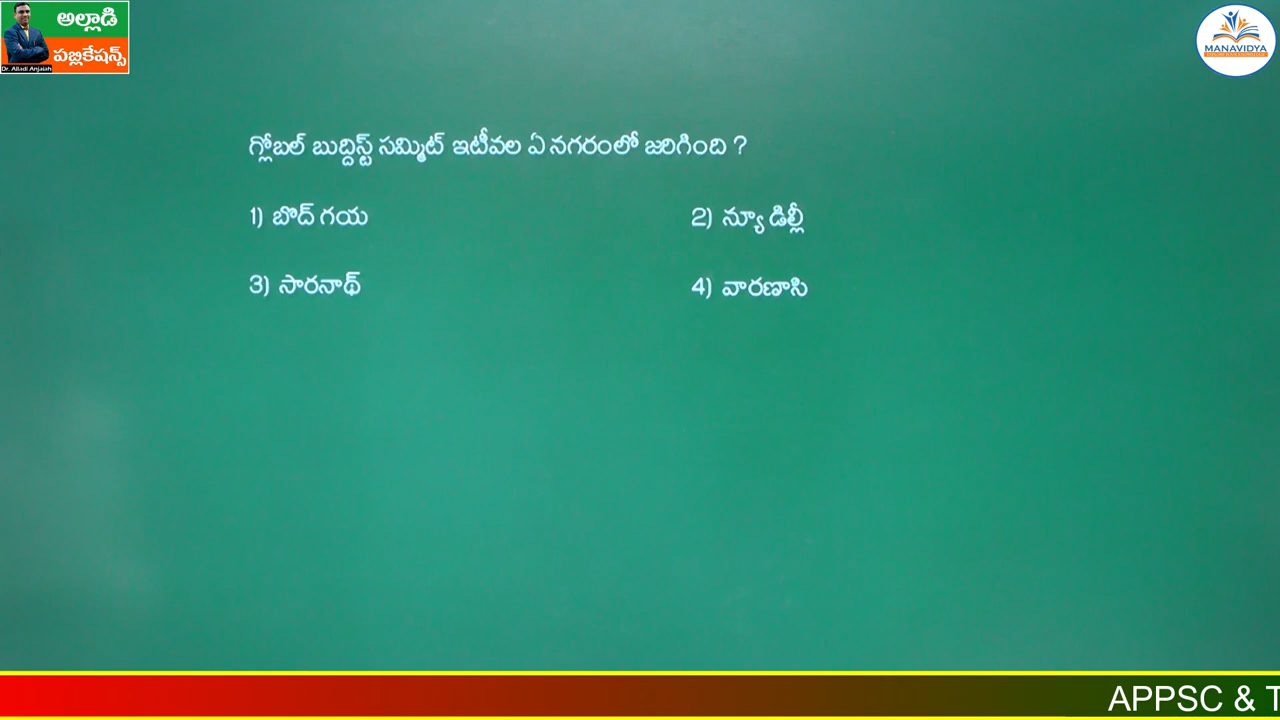 అల్లాడి
పబ్లికేషన్స్
Dr. Alladi Anjaiah
MANAVIDYA
గ్లోబల్ బుద్దిస్ట్ సమ్మిట్ ఇటీవల ఏ నగరంలో జరిగింది ?
1) బొద్ గయ
2) న్యూ డిల్లీ
3) సారనాథ్
4) వారణాసి
APPSC & T